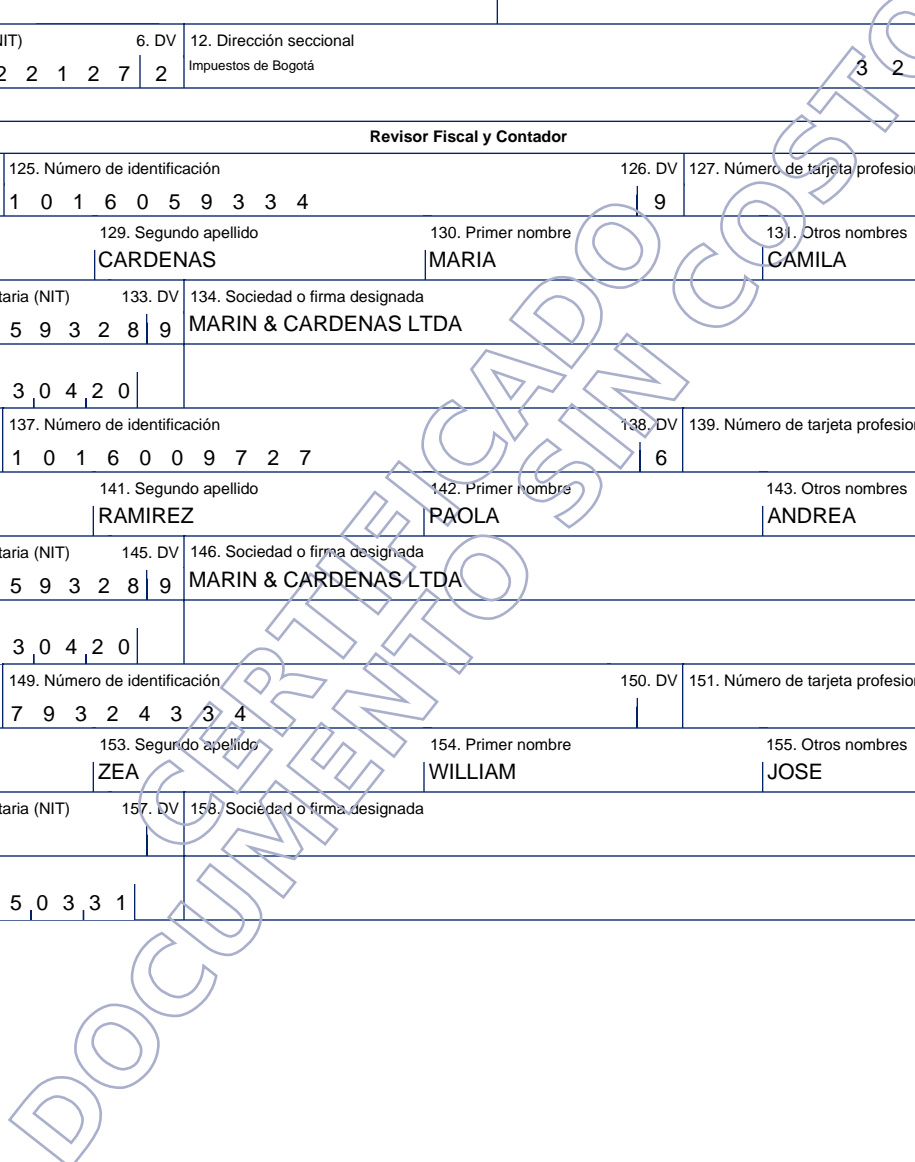 NIT) 6. DV 12. Dirección seccional
2 2 1 2 7 2 Impuestos de Bogotá 3 2
Revisor Fiscal y Contador
125. Número de identificación 126. DV 127. Número de tarjeta profesion
1 0 1 6 0 5 9 3 3 4 9
129. Segundo apellido 130. Primer nombre 131. Otros nombres
CARDENAS MARIA CAMILA
taria (NIT) 133. DV 134. Sociedad o firma designada
5 9 3 2 8 9 MARIN & CARDENAS LTDA
3 0 4 2 0
137. Número de identificación 138. DV 139. Número de tarjeta profesion
1 0 1 6 0 0 9 7 2 7 6
141. Segundo apellido 142. Primer nombre 143. Otros nombres
RAMIREZ PAOLA ANDREA
taria (NIT) 145. DV 146. Sociedad o firma designada
5 9 3 2 8 9 MARIN & CARDENAS LTDA
3 0 4 2 0
149. Número de identificación 150. DV 151. Número de tarjeta profesion
7 9 3 2 4 3 3 4
153. Segundo apellido 154. Primer nombre 155. Otros nombres
ZEA WILLIAM JOSE
taria (NIT) 157. DV 158. Sociedad o firma designada
5 0 3 3 1
CERTIFICADO
DOCUMENTO SIN COSTO